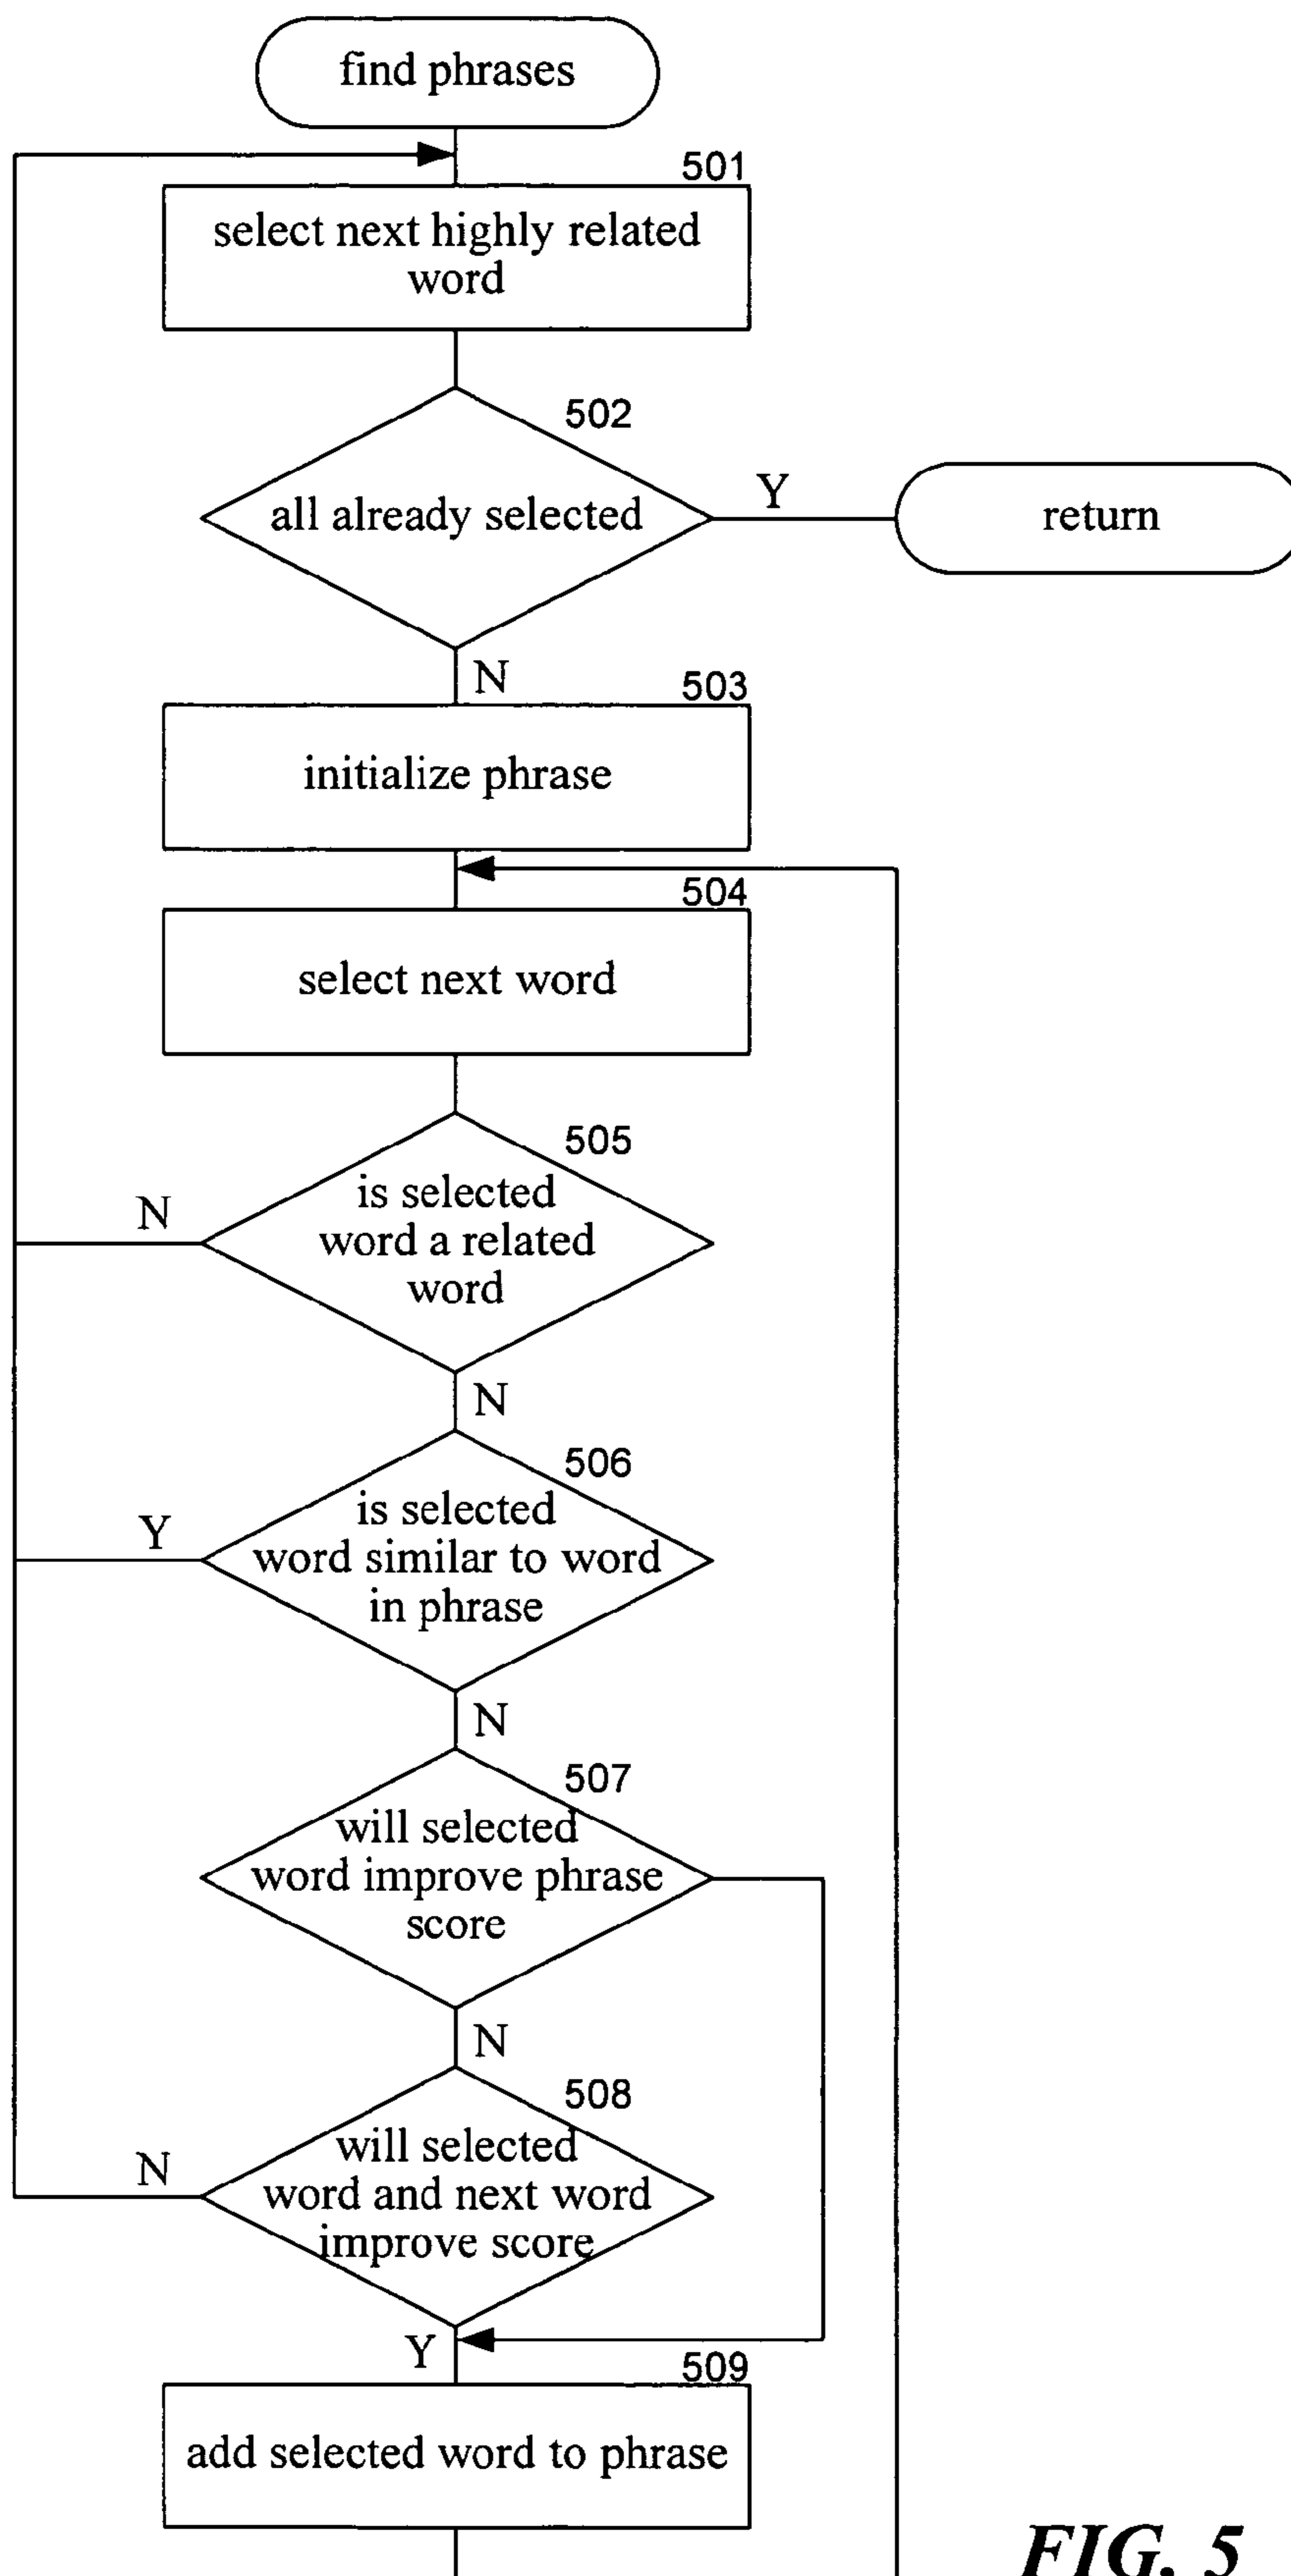 find phrases
501
select next highly related
word
502
all already selected
Y
return
N
503
initialize phrase
504
select next word
505
is selected
word a related
word
N
N
506
is selected
word similar to word
in phrase
Y
N
507
will selected
word improve phrase
score
N
508
will selected
word and next word
improve score
N
Y
509
add selected word to phrase
FIG. 5